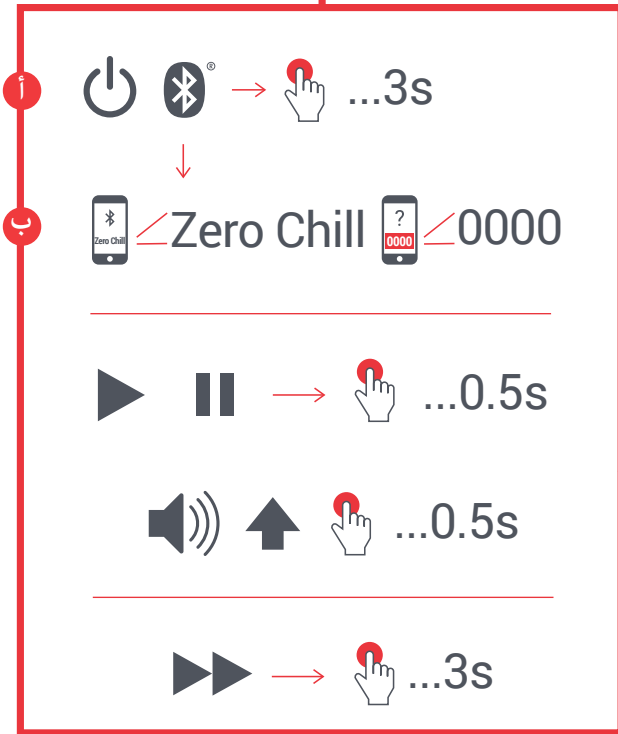 أ ® ...3s
ب Zero Chill Zero Chill ? 0000 0000
...0.5s
...0.5s
...3s